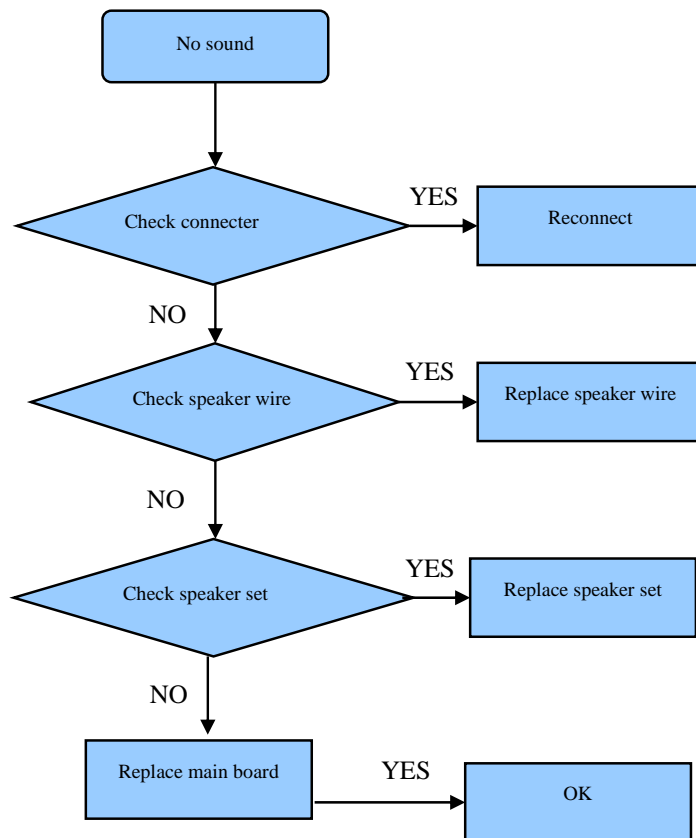 No sound
YES
Check connecter
Reconnect
NO
YES
Check speaker wire
Replace speaker wire
NO
YES
Check speaker set
Replace speaker set
NO
Replace main board
YES
OK